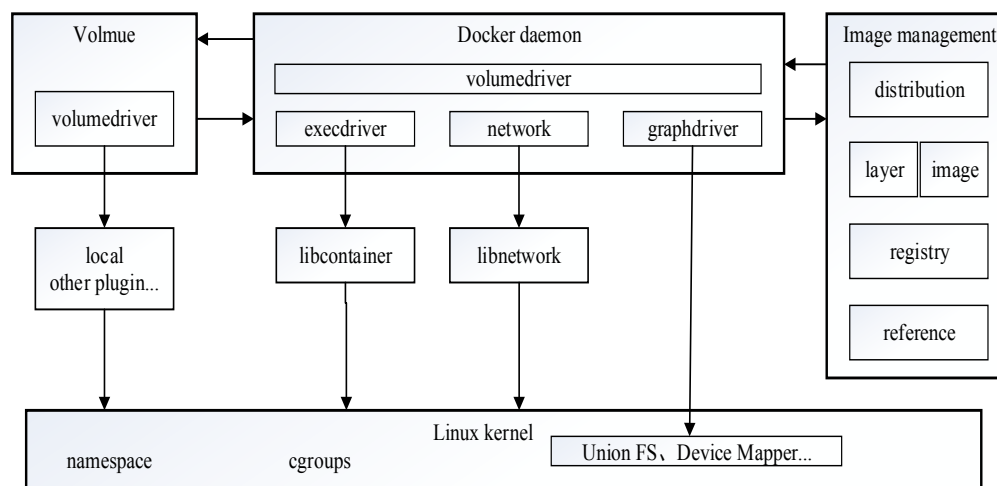 Volmue
volumedriver
local
other plugin...
Docker daemon
volumedriver
execdriver
network
graphdriver
libcontainer
libnetwork
Image management
distribution
layer
image
registry
reference
Linux kernel
namespace
cgroups
Union FS、Device Mapper...